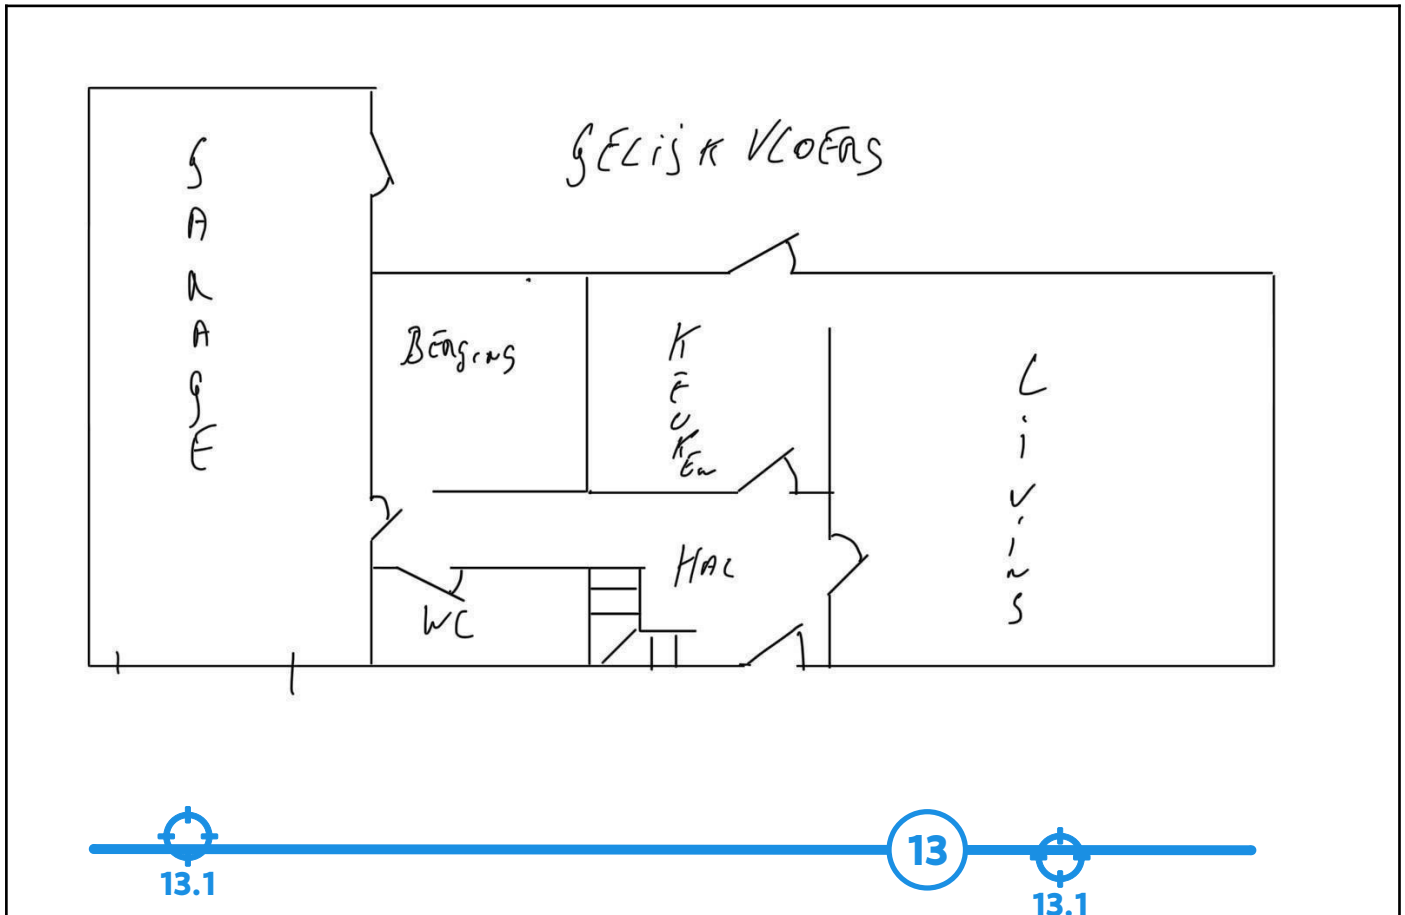 GELIJK VLOERS
GARAGE
BERGING
KEUKEN
LIVING
HAL
WC
13
13.1
13.1